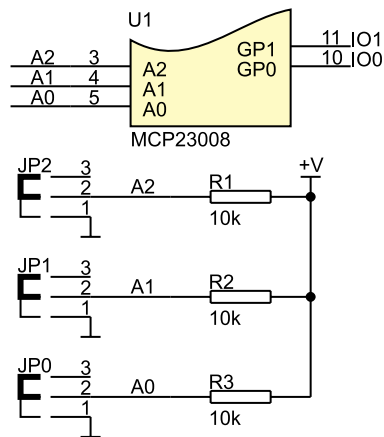 U1
A2 3 A2 GP1 11 IO1
A1 4 A1 GP0 10 IO0
A0 5 A0
MCP23008
JP2 3 +V
2 A2 R1
1 10k
JP1 3
2 A1 R2
1 10k
JP0 3
2 A0 R3
1 10k